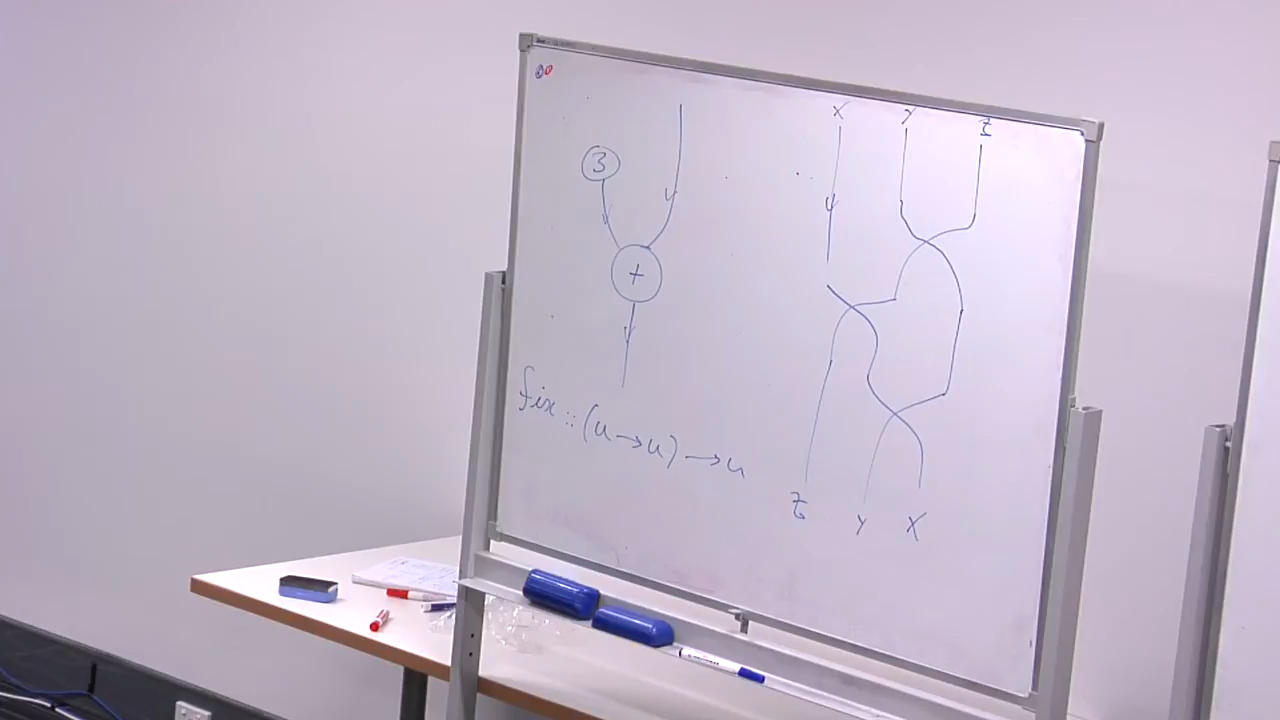 x y z
3
+
fix :: (u → u) → u
z y x